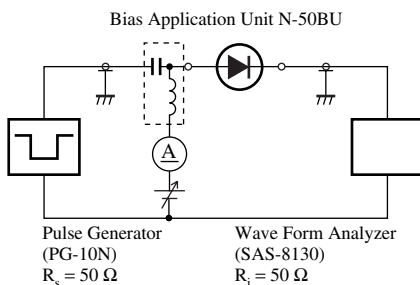 Bias Application Unit N-50BU
A
Pulse Generator
(PG-10N)
Rs = 50 Ω
Wave Form Analyzer
(SAS-8130)
Ri = 50 Ω